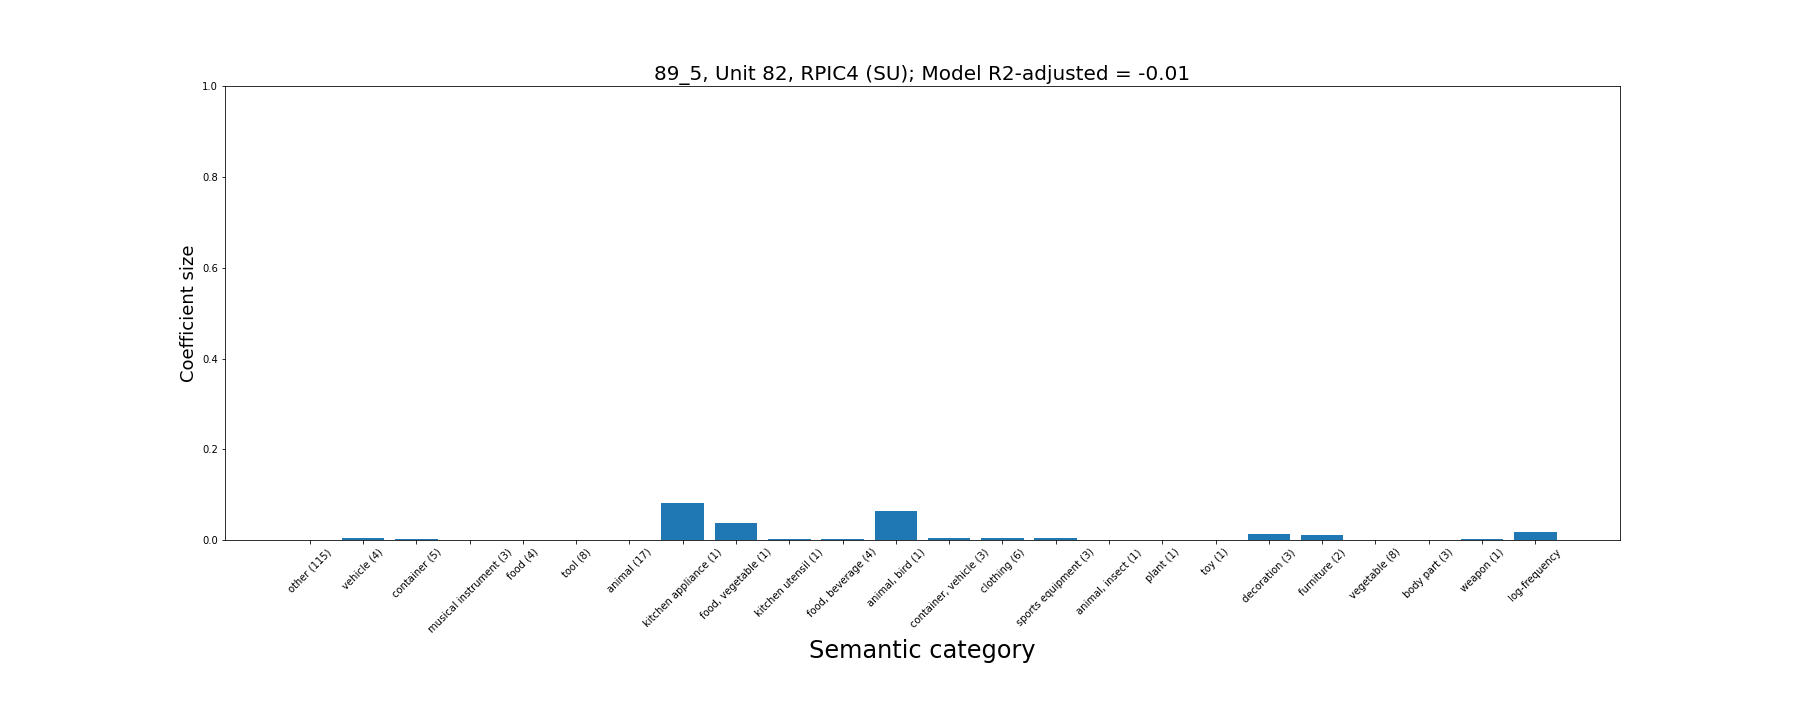 89_5, Unit 82, RPIC4 (SU); Model R2-adjusted = -0.01
Coefficient size
1.0
0.8
0.6
0.4
0.2
0.0
other (115)
vehicle (4)
container (5)
musical instrument (3)
food (4)
tool (8)
animal (17)
kitchen appliance (1)
food, vegetable (1)
kitchen utensil (1)
food, beverage (4)
animal, bird (1)
container, vehicle (3)
clothing (6)
sports equipment (3)
animal, insect (1)
plant (1)
toy (1)
decoration (3)
furniture (2)
vegetable (8)
body part (3)
weapon (1)
log-frequency
Semantic category